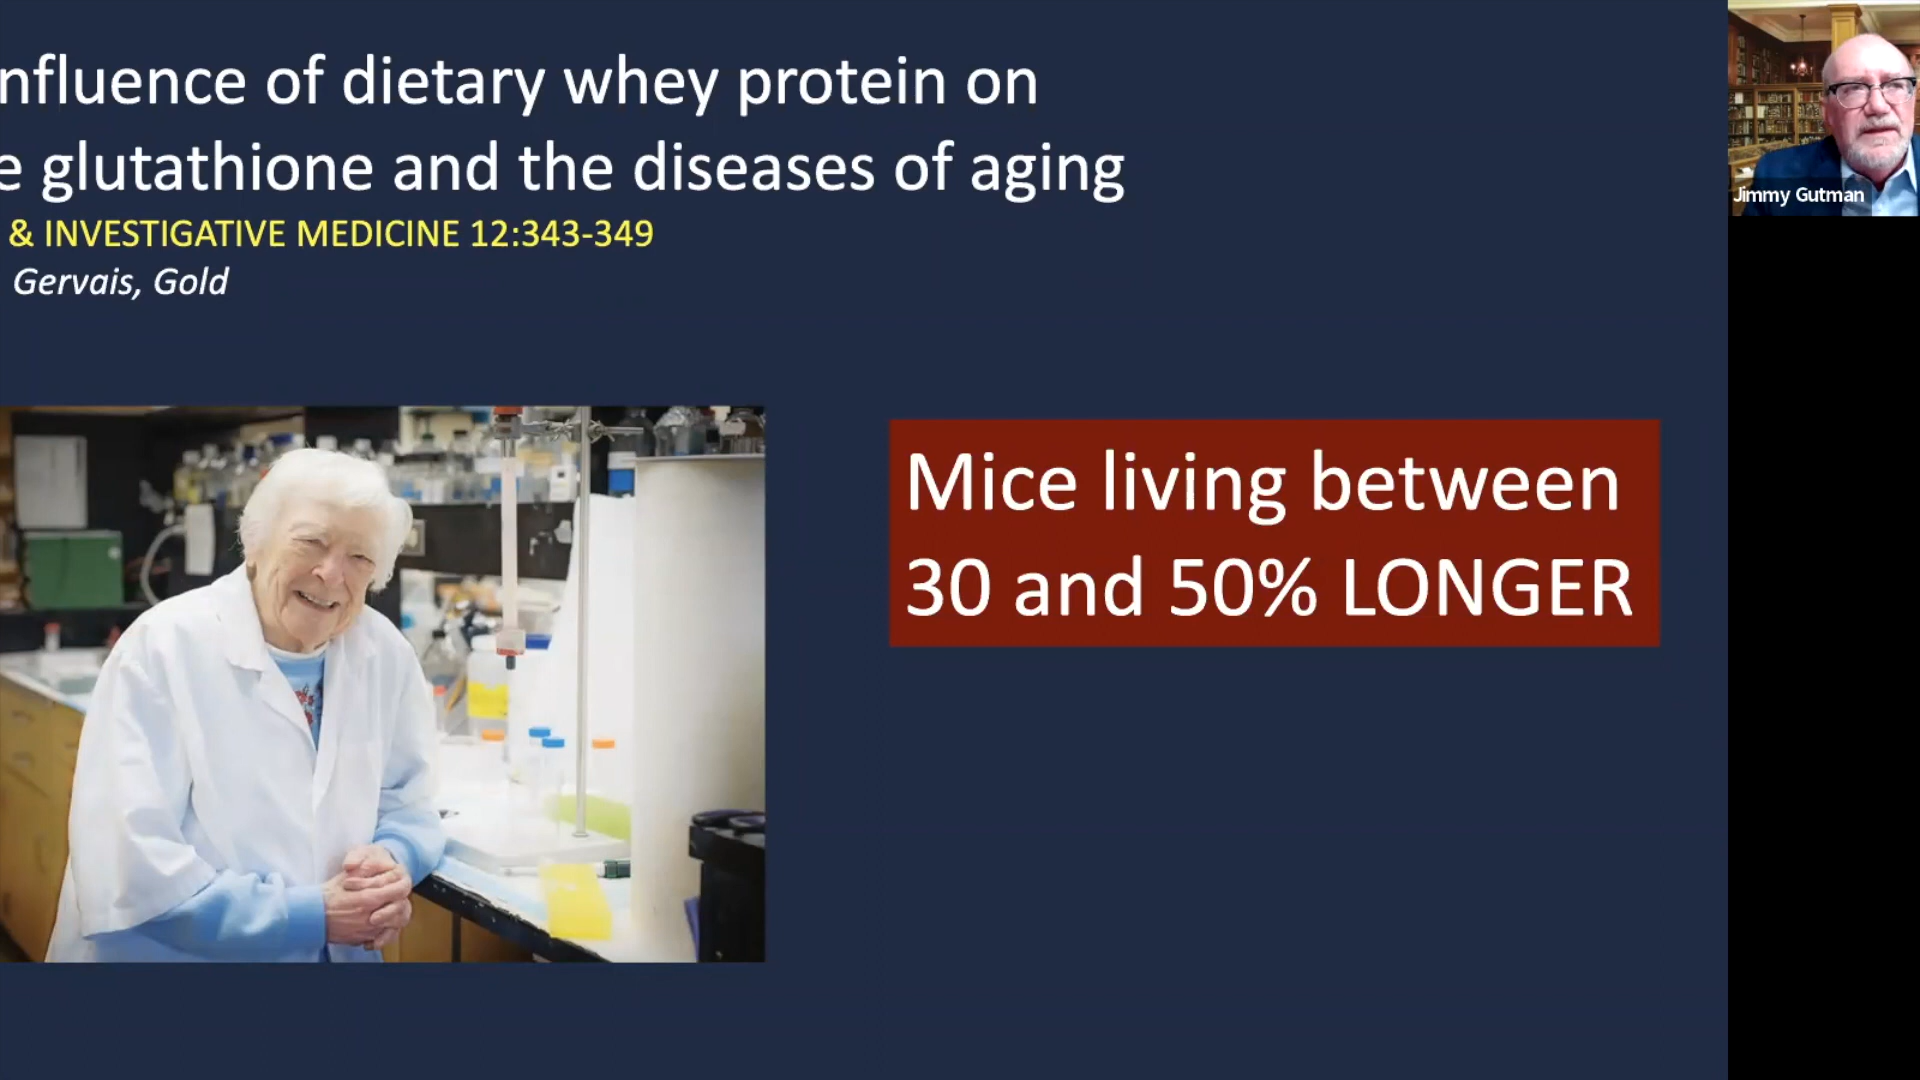 nfluence of dietary whey protein on
e glutathione and the diseases of aging
& INVESTIGATIVE MEDICINE 12:343-349
Gervais, Gold
Mice living between
30 and 50% LONGER
Jimmy Gutman